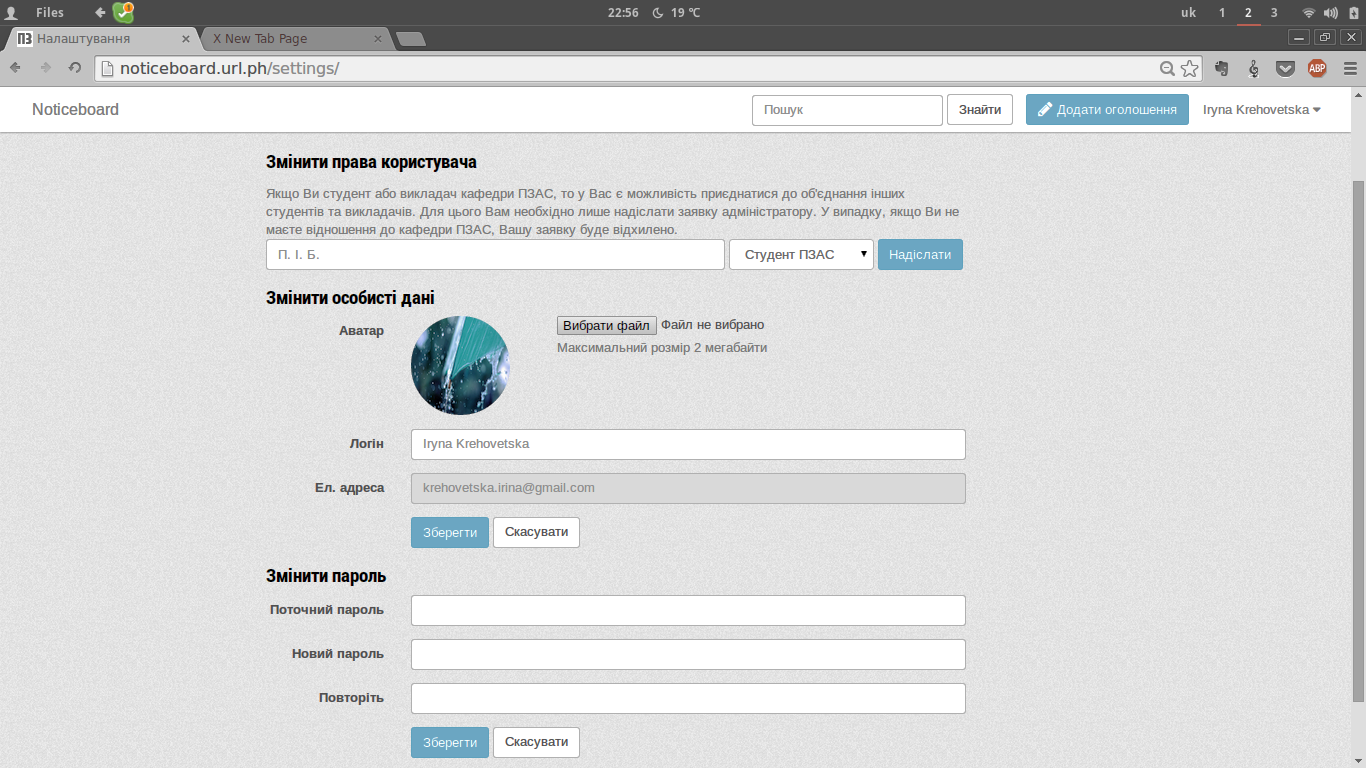 Files
22:56 19 ℃
uk 1 2 3
ПЗ Налаштування
X New Tab Page
noticeboard.url.ph/settings/
ABP
Noticeboard
Пошук
Знайти
Додати оголошення
Iryna Krehovetska
Змінити права користувача
Якщо Ви студент або викладач кафедри ПЗАС, то у Вас є можливість приєднатися до об'єднання інших
студентів та викладачів. Для цього Вам необхідно лише надіслати заявку адміністратору. У випадку, якщо Ви не
маєте відношення до кафедри ПЗАС, Вашу заявку буде відхилено.
П. І. Б.
Студент ПЗАС
Надіслати
Змінити особисті дані
Аватар
Вибрати файл Файл не вибрано
Максимальний розмір 2 мегабайти
Логін
Iryna Krehovetska
Ел. адреса
krehovetska.irina@gmail.com
Зберегти
Скасувати
Змінити пароль
Поточний пароль
Новий пароль
Повторіть
Зберегти
Скасувати